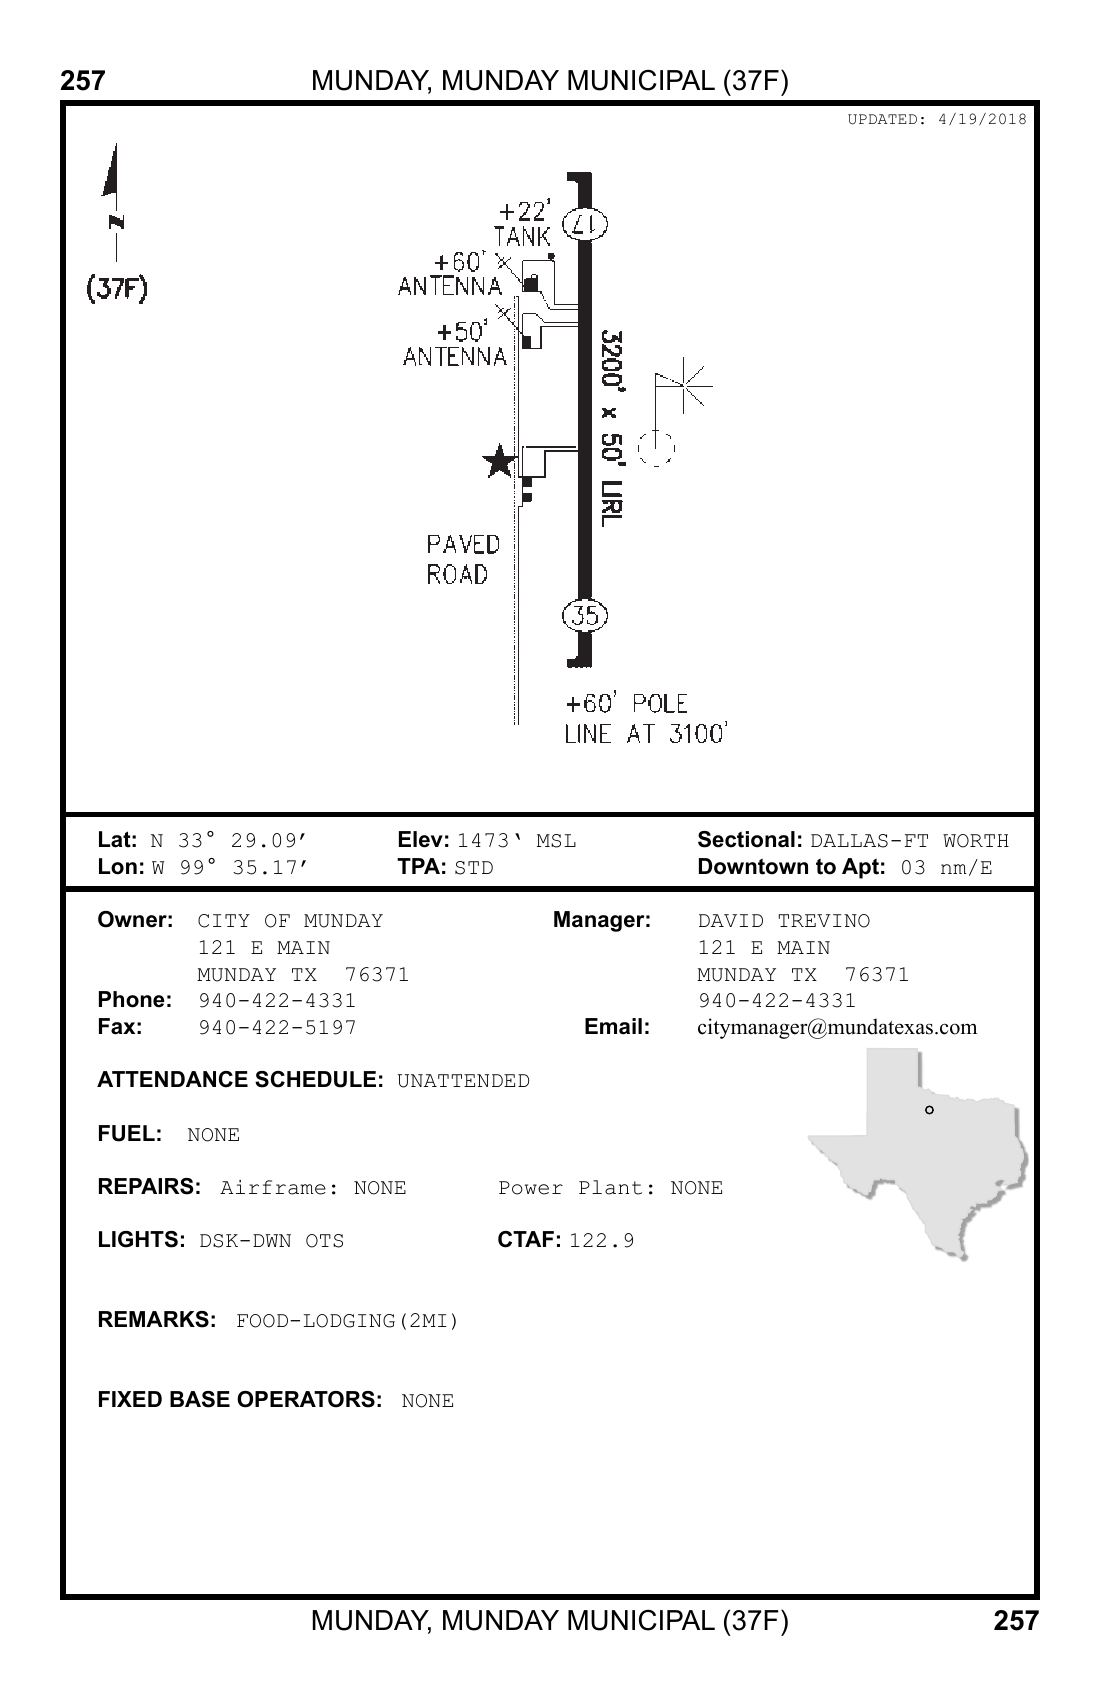 257 MUNDAY, MUNDAY MUNICIPAL (37F)
UPDATED: 4/19/2018
N
(37F)
+22'
TANK
17
+60'
ANTENNA
+50'
ANTENNA
3200' x 50' LIRL
PAVED
ROAD
35
+60' POLE
LINE AT 3100'
Lat: N 33° 29.09′ Elev: 1473‘ MSL Sectional: DALLAS-FT WORTH
Lon: W 99° 35.17′ TPA: STD Downtown to Apt: 03 nm/E
Owner: CITY OF MUNDAY Manager: DAVID TREVINO
121 E MAIN 121 E MAIN
MUNDAY TX 76371 MUNDAY TX 76371
Phone: 940-422-4331 940-422-4331
Fax: 940-422-5197 Email: citymanager@mundatexas.com
ATTENDANCE SCHEDULE: UNATTENDED
FUEL: NONE
REPAIRS: Airframe: NONE Power Plant: NONE
LIGHTS: DSK-DWN OTS CTAF: 122.9
REMARKS: FOOD-LODGING(2MI)
FIXED BASE OPERATORS: NONE
MUNDAY, MUNDAY MUNICIPAL (37F) 257